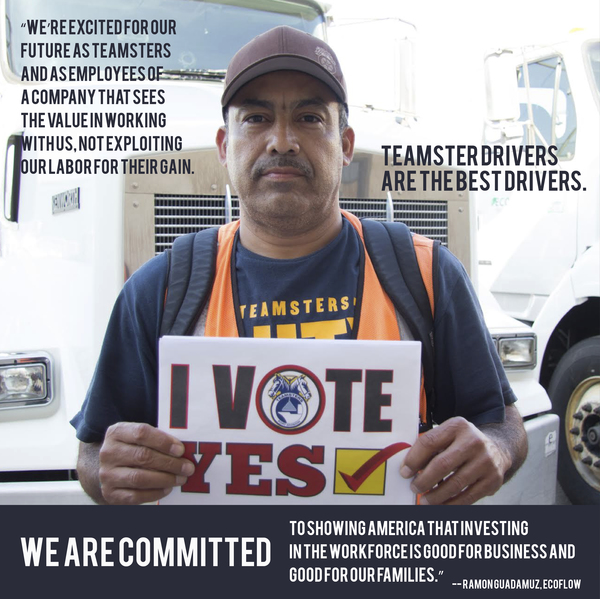 "WE'RE EXCITED FOR OUR
FUTURE AS TEAMSTERS
AND AS EMPLOYEES OF
A COMPANY THAT SEES
THE VALUE IN WORKING
WITH US, NOT EXPLOITING
OUR LABOR FOR THEIR GAIN.
TEAMSTER DRIVERS
ARE THE BEST DRIVERS.
KENWORTH
TEAMSTERS
I VOTE
YES
WE ARE COMMITTED
TO SHOWING AMERICA THAT INVESTING
IN THE WORKFORCE IS GOOD FOR BUSINESS AND
GOOD FOR OUR FAMILIES."
--RAMON GUADAMUZ, ECOFLOW